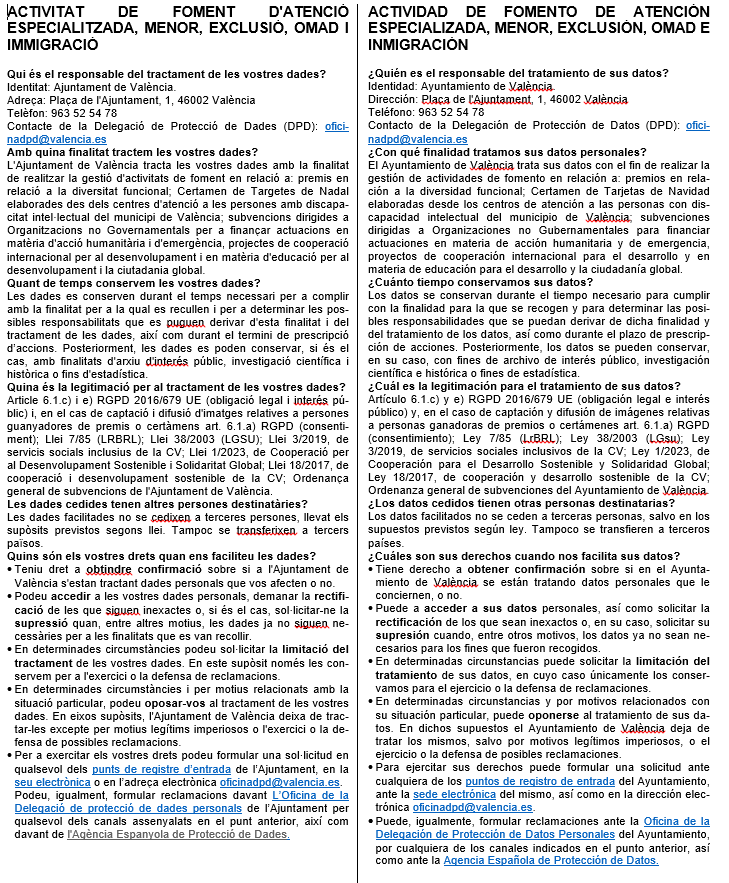 ACTIVITAT DE FOMENT D'ATENCIÓ
ESPECIALITZADA, MENOR, EXCLUSIÓ, OMAD I
IMMIGRACIÓ
Qui és el responsable del tractament de les vostres dades?
Identitat: Ajuntament de València.
Adreça: Plaça de l'Ajuntament, 1, 46002 València
Telèfon: 963 52 54 78
Contacte de la Delegació de Protecció de Dades (DPD): ofici-
nadpd@valencia.es
Amb quina finalitat tractem les vostres dades?
L'Ajuntament de València tracta les vostres dades amb la finalitat
de realitzar la gestió d'activitats de foment en relació a: premis en
relació a la diversitat funcional; Certamen de Targetes de Nadal
elaborades des dels centres d'atenció a les persones amb discapa-
citat intel·lectual del municipi de València; subvencions dirigides a
Organitzacions no Governamentals per a finançar actuacions en
matèria d'acció humanitària i d'emergència, projectes de cooperació
internacional per al desenvolupament i en matèria d'educació per al
desenvolupament i la ciutadania global.
Quant de temps conservem les vostres dades?
Les dades es conserven durant el temps necessari per a complir
amb la finalitat per a la qual es recullen i per a determinar les pos-
sibles responsabilitats que es puguen derivar d'esta finalitat i del
tractament de les dades, així com durant el termini de prescripció
d'accions. Posteriorment, les dades es poden conservar, si és el
cas, amb finalitats d'arxiu d'interés públic, investigació científica i
històrica o fins d'estadística.
Quina és la legitimació per al tractament de les vostres dades?
Article 6.1.c) i e) RGPD 2016/679 UE (obligació legal i interés pú-
blic) i, en el cas de captació i difusió d'imatges relatives a persones
guanyadores de premis o certàmens art. 6.1.a) RGPD (consenti-
ment); Llei 7/85 (LRBRL); Llei 38/2003 (LGSU); Llei 3/2019, de
servicis socials inclusius de la CV; Llei 1/2023, de Cooperació per
al Desenvolupament Sostenible i Solidaritat Global; Llei 18/2017, de
cooperació i desenvolupament sostenible de la CV; Ordenança
general de subvencions de l'Ajuntament de València.
Les dades cedides tenen altres persones destinatàries?
Les dades facilitades no se cedixen a terceres persones, llevat els
supòsits previstos segons llei. Tampoc se transferixen a tercers
països.
Quins són els vostres drets quan ens faciliteu les dades?
• Teniu dret a obtindre confirmació sobre si a l'Ajuntament de
València s'estan tractant dades personals que vos afecten o no.
• Podeu accedir a les vostres dades personals, demanar la rectifi-
cació de les que siguen inexactes o, si és el cas, sol·licitar-ne la
supressió quan, entre altres motius, les dades ja no siguen ne-
cessàries per a les finalitats que es van recollir.
• En determinades circumstàncies podeu sol·licitar la limitació del
tractament de les vostres dades. En este supòsit només les con-
servem per a l'exercici o la defensa de reclamacions.
• En determinades circumstàncies i per motius relacionats amb la
situació particular, podeu oposar-vos al tractament de les vostres
dades. En eixos supòsits, l'Ajuntament de València deixa de trac-
tar-les excepte per motius legítims imperiosos o l'exercici o la de-
fensa de possibles reclamacions.
• Per a exercitar els vostres drets podeu formular una sol·licitud en
qualsevol dels punts de registre d'entrada de l'Ajuntament, en la
seu electrònica o en l'adreça electrònica oficinadpd@valencia.es.
Podeu, igualment, formular reclamacions davant L'Oficina de la
Delegació de protecció de dades personals de l'Ajuntament per
qualsevol dels canals assenyalats en el punt anterior, així com
davant de l'Agència Espanyola de Protecció de Dades.
ACTIVIDAD DE FOMENTO DE ATENCIÓN
ESPECIALIZADA, MENOR, EXCLUSIÓN, OMAD E
INMIGRACIÓN
¿Quién es el responsable del tratamiento de sus datos?
Identidad: Ayuntamiento de València.
Dirección: Plaça de l'Ajuntament, 1, 46002 València
Teléfono: 963 52 54 78
Contacto de la Delegación de Protección de Datos (DPD): ofici-
nadpd@valencia.es
¿Con qué finalidad tratamos sus datos personales?
El Ayuntamiento de València trata sus datos con el fin de realizar la
gestión de actividades de fomento en relación a: premios en rela-
ción a la diversidad funcional; Certamen de Tarjetas de Navidad
elaboradas desde los centros de atención a las personas con dis-
capacidad intelectual del municipio de València; subvenciones
dirigidas a Organizaciones no Gubernamentales para financiar
actuaciones en materia de acción humanitaria y de emergencia,
proyectos de cooperación internacional para el desarrollo y en
materia de educación para el desarrollo y la ciudadanía global.
¿Cuánto tiempo conservamos sus datos?
Los datos se conservan durante el tiempo necesario para cumplir
con la finalidad para la que se recogen y para determinar las posi-
bles responsabilidades que se puedan derivar de dicha finalidad y
del tratamiento de los datos, así como durante el plazo de prescrip-
ción de acciones. Posteriormente, los datos se pueden conservar,
en su caso, con fines de archivo de interés público, investigación
científica e histórica o fines de estadística.
¿Cuál es la legitimación para el tratamiento de sus datos?
Artículo 6.1.c) y e) RGPD 2016/679 UE (obligación legal e interés
público) y, en el caso de captación y difusión de imágenes relativas
a personas ganadoras de premios o certámenes art. 6.1.a) RGPD
(consentimiento); Ley 7/85 (LrBRL); Ley 38/2003 (LGsu); Ley
3/2019, de servicios sociales inclusivos de la CV; Ley 1/2023, de
Cooperación para el Desarrollo Sostenible y Solidaridad Global;
Ley 18/2017, de cooperación y desarrollo sostenible de la CV;
Ordenanza general de subvenciones del Ayuntamiento de València.
¿Los datos cedidos tienen otras personas destinatarias?
Los datos facilitados no se ceden a terceras personas, salvo en los
supuestos previstos según ley. Tampoco se transfieren a terceros
países.
¿Cuáles son sus derechos cuando nos facilita sus datos?
• Tiene derecho a obtener confirmación sobre si en el Ayunta-
miento de València se están tratando datos personales que le
conciernen, o no.
• Puede a acceder a sus datos personales, así como solicitar la
rectificación de los que sean inexactos o, en su caso, solicitar su
supresión cuando, entre otros motivos, los datos ya no sean ne-
cesarios para los fines que fueron recogidos.
• En determinadas circunstancias puede solicitar la limitación del
tratamiento de sus datos, en cuyo caso únicamente los conser-
vamos para el ejercicio o la defensa de reclamaciones.
• En determinadas circunstancias y por motivos relacionados con
su situación particular, puede oponerse al tratamiento de sus da-
tos. En dichos supuestos el Ayuntamiento de València deja de
tratar los mismos, salvo por motivos legítimos imperiosos, o el
ejercicio o la defensa de posibles reclamaciones.
• Para ejercitar sus derechos puede formular una solicitud ante
cualquiera de los puntos de registro de entrada del Ayuntamiento,
ante la sede electrónica del mismo, así como en la dirección elec-
trónica oficinadpd@valencia.es.
• Puede, igualmente, formular reclamaciones ante la Oficina de la
Delegación de Protección de Datos Personales del Ayuntamiento,
por cualquiera de los canales indicados en el punto anterior, así
como ante la Agencia Española de Protección de Datos.